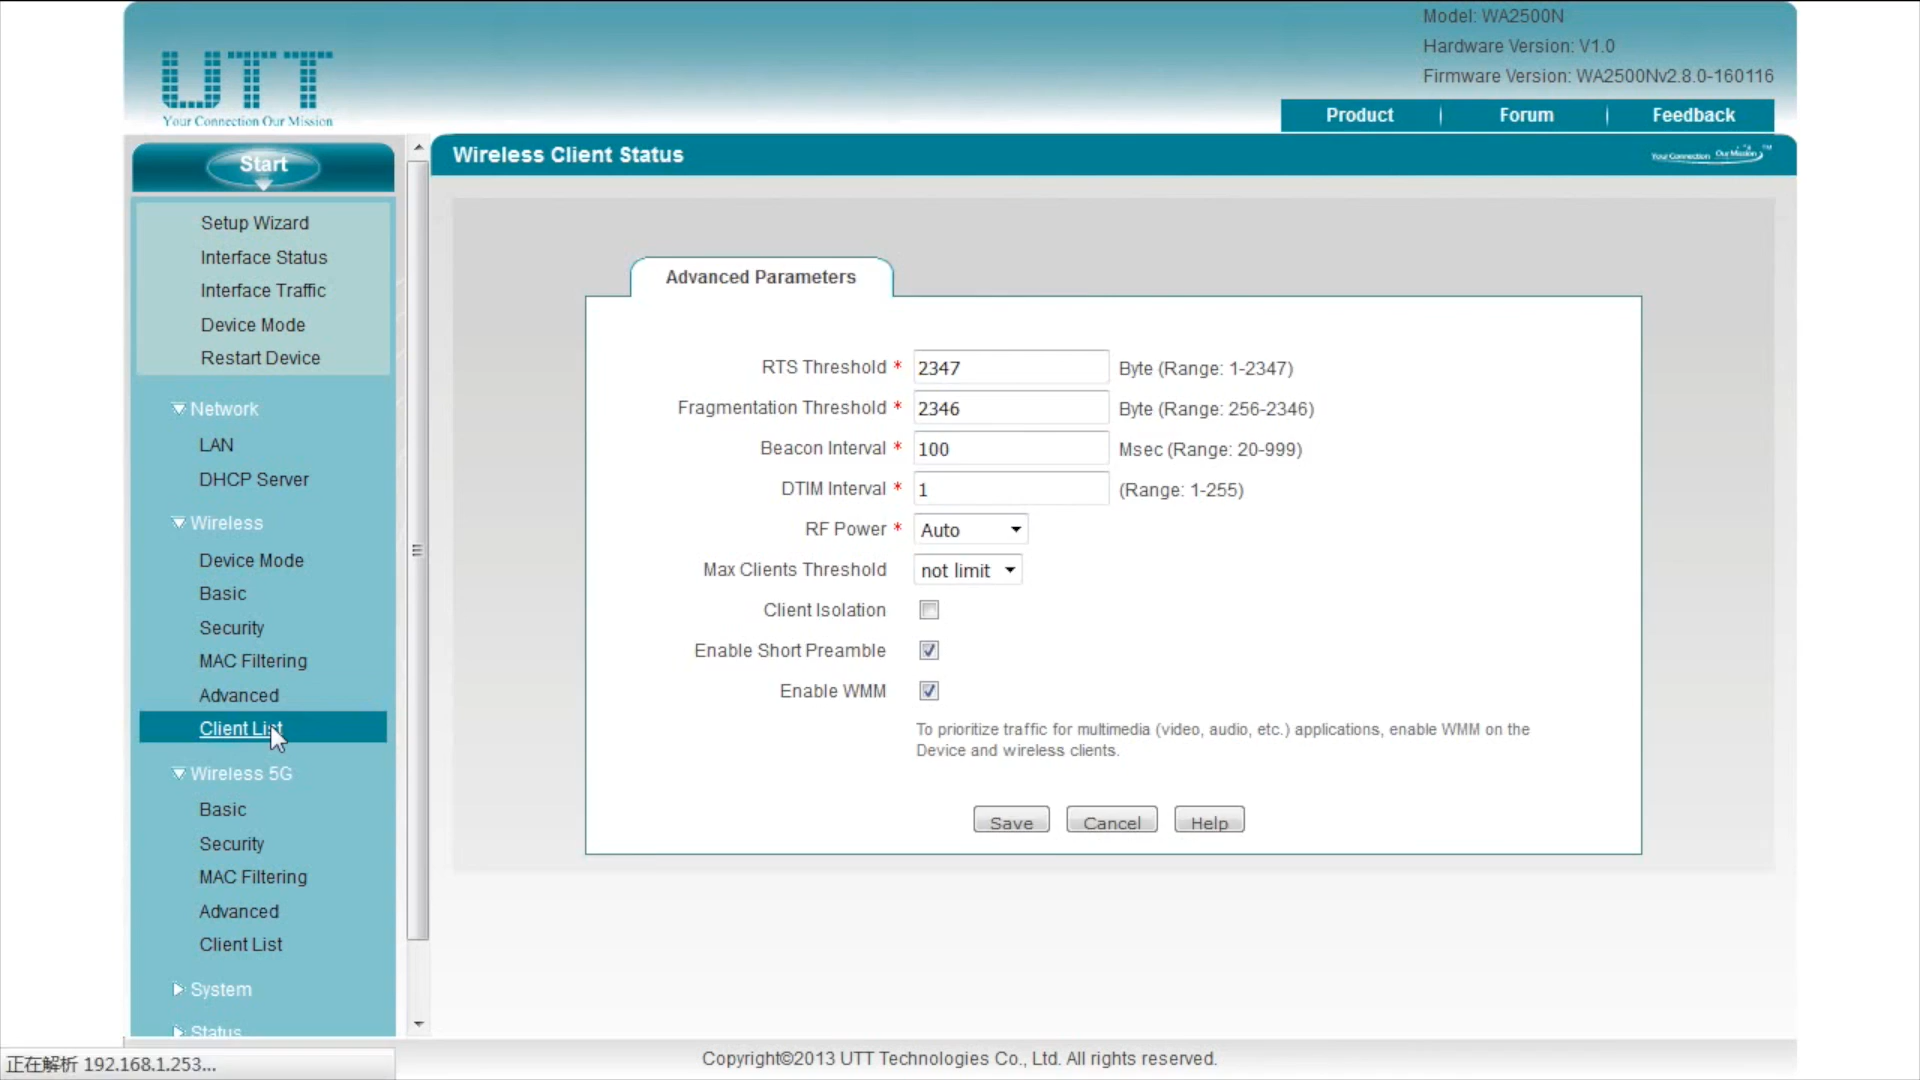 Model: WA2500N
Hardware Version: V1.0
Firmware Version: WA2500Nv2.8.0-160116
UTT
Your Connection Our Mission
Product | Forum | Feedback
Start
Wireless Client Status
Your Connection Our Mission™
Setup Wizard
Interface Status
Interface Traffic
Device Mode
Restart Device
Network
LAN
DHCP Server
Wireless
Device Mode
Basic
Security
MAC Filtering
Advanced
Client List
Wireless 5G
Basic
Security
MAC Filtering
Advanced
Client List
System
Status
Advanced Parameters
RTS Threshold * 2347 Byte (Range: 1-2347)
Fragmentation Threshold * 2346 Byte (Range: 256-2346)
Beacon Interval * 100 Msec (Range: 20-999)
DTIM Interval * 1 (Range: 1-255)
RF Power * Auto
Max Clients Threshold not limit
Client Isolation
Enable Short Preamble
Enable WMM
To prioritize traffic for multimedia (video, audio, etc.) applications, enable WMM on the
Device and wireless clients.
Save Cancel Help
正在解析 192.168.1.253...
Copyright©2013 UTT Technologies Co., Ltd. All rights reserved.